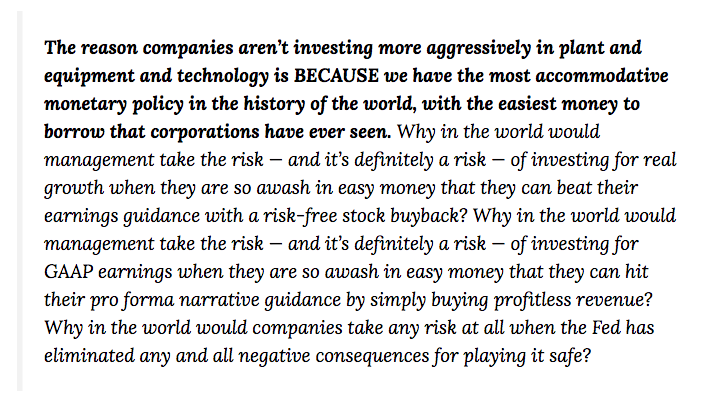 The reason companies aren’t investing more aggressively in plant and
equipment and technology is BECAUSE we have the most accommodative
monetary policy in the history of the world, with the easiest money to
borrow that corporations have ever seen. Why in the world would
management take the risk — and it’s definitely a risk — of investing for real
growth when they are so awash in easy money that they can beat their
earnings guidance with a risk-free stock buyback? Why in the world would
management take the risk — and it’s definitely a risk — of investing for
GAAP earnings when they are so awash in easy money that they can hit
their pro forma narrative guidance by simply buying profitless revenue?
Why in the world would companies take any risk at all when the Fed has
eliminated any and all negative consequences for playing it safe?